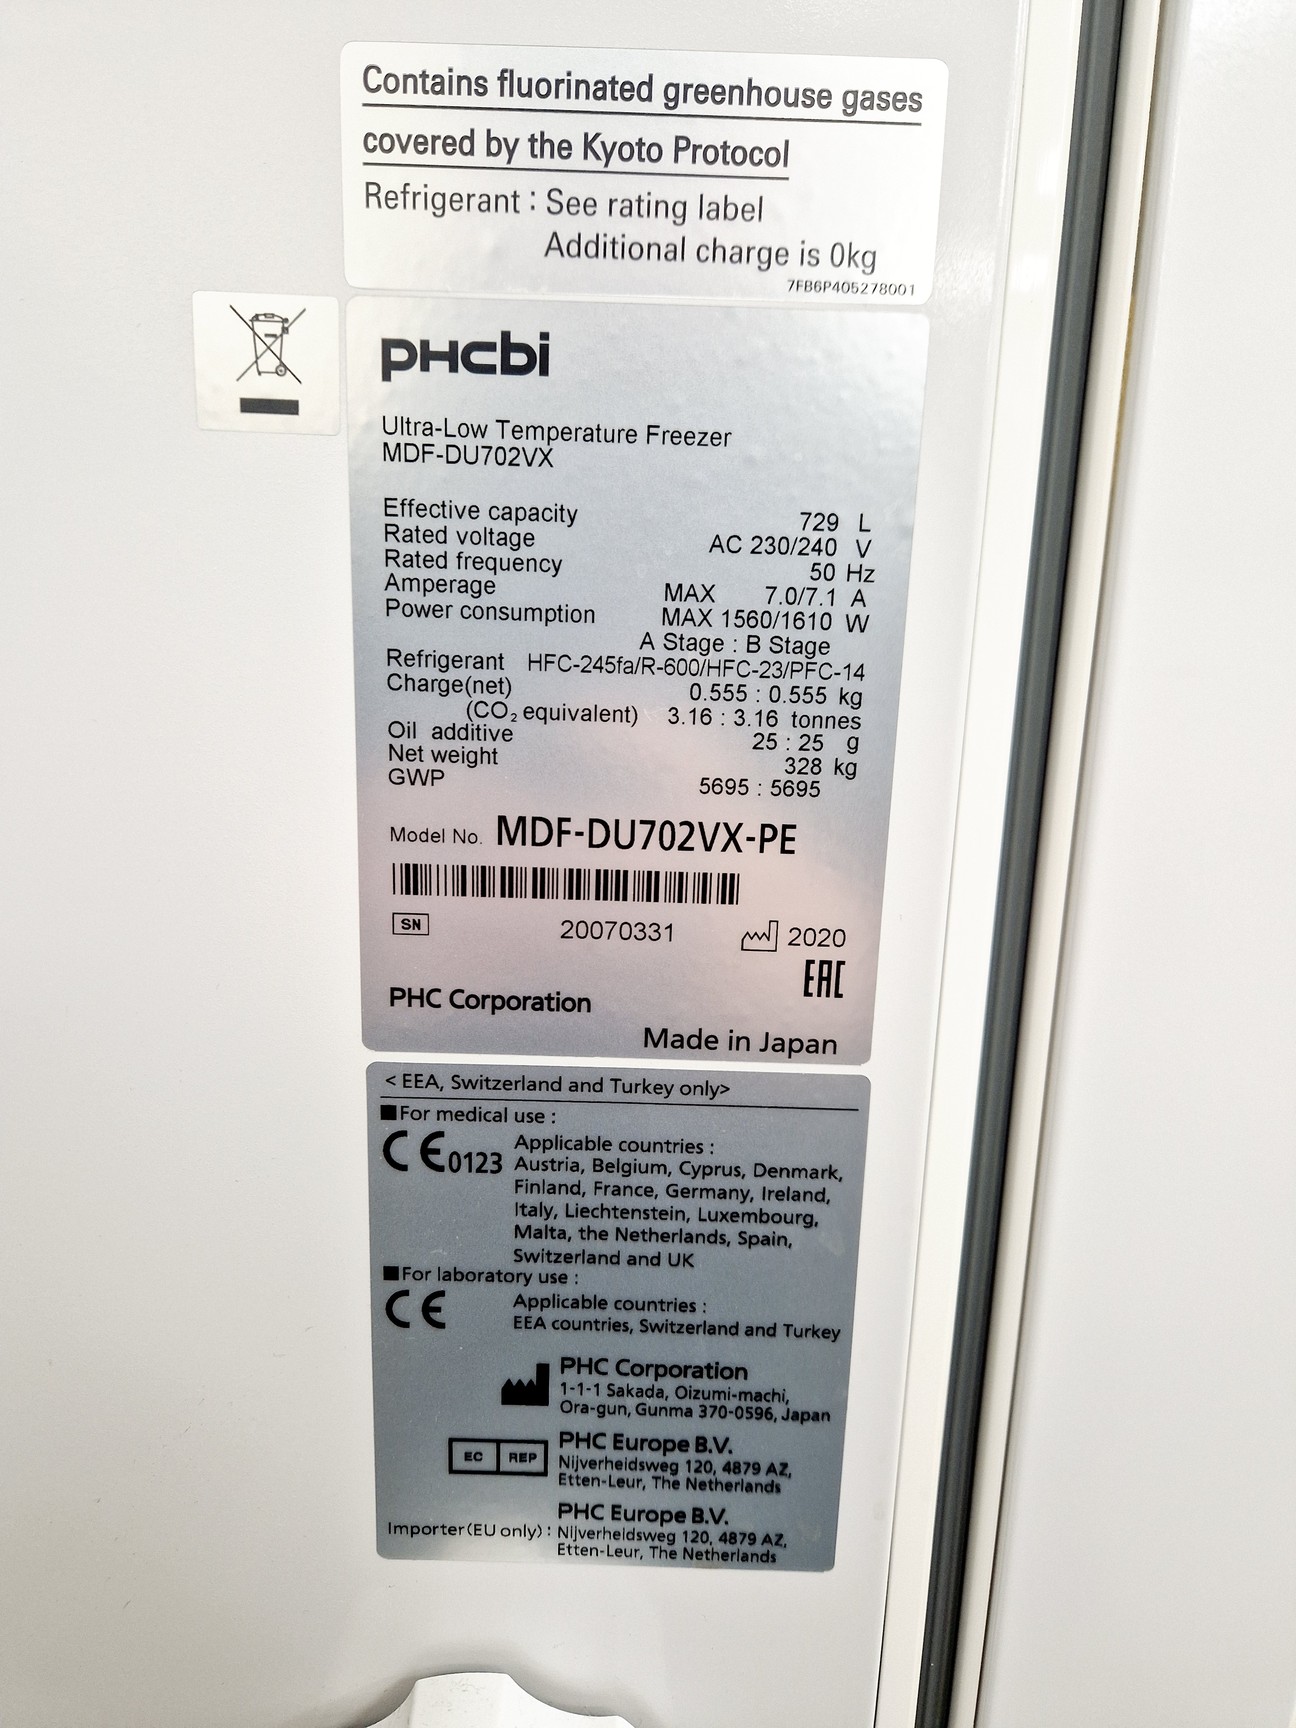 Contains fluorinated greenhouse gases
covered by the Kyoto Protocol
Refrigerant : See rating label
Additional charge is 0kg
7FB6P405278001
PHCbi
Ultra-Low Temperature Freezer
MDF-DU702VX
Effective capacity 729 L
Rated voltage AC 230/240 V
Rated frequency 50 Hz
Amperage MAX 7.0/7.1 A
Power consumption MAX 1560/1610 W
A Stage : B Stage
Refrigerant HFC-245fa/R-600/HFC-23/PFC-14
Charge(net) 0.555 : 0.555 kg
(CO₂ equivalent) 3.16 : 3.16 tonnes
Oil additive 25 : 25 g
Net weight 328 kg
GWP 5695 : 5695
Model No. MDF-DU702VX-PE
SN 20070331 2020
EAC
PHC Corporation
Made in Japan
< EEA, Switzerland and Turkey only>
■For medical use :
CE0123 Applicable countries :
Austria, Belgium, Cyprus, Denmark,
Finland, France, Germany, Ireland,
Italy, Liechtenstein, Luxembourg,
Malta, the Netherlands, Spain,
Switzerland and UK
■For laboratory use :
CE Applicable countries :
EEA countries, Switzerland and Turkey
PHC Corporation
1-1-1 Sakada, Oizumi-machi,
Ora-gun, Gunma 370-0596, Japan
EC REP PHC Europe B.V.
Nijverheidsweg 120, 4879 AZ,
Etten-Leur, The Netherlands
PHC Europe B.V.
Importer(EU only) : Nijverheidsweg 120, 4879 AZ,
Etten-Leur, The Netherlands